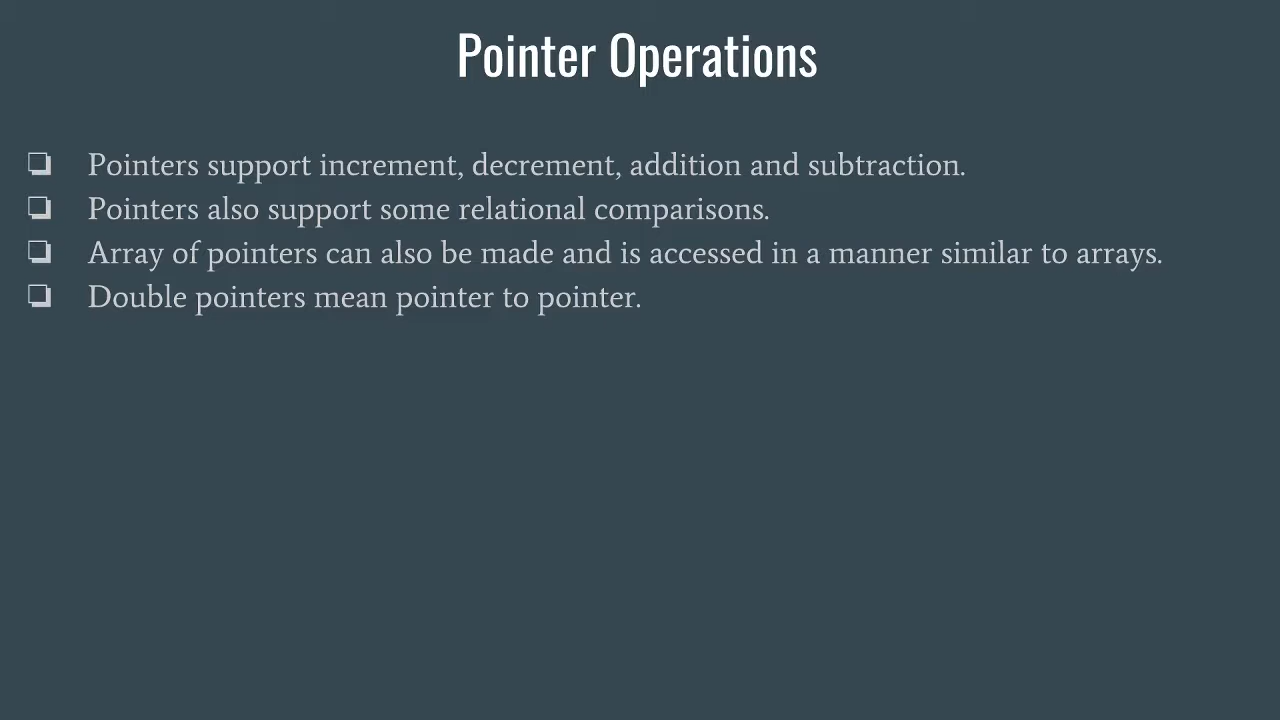 Pointer Operations
❏ Pointers support increment, decrement, addition and subtraction.
❏ Pointers also support some relational comparisons.
❏ Array of pointers can also be made and is accessed in a manner similar to arrays.
❏ Double pointers mean pointer to pointer.